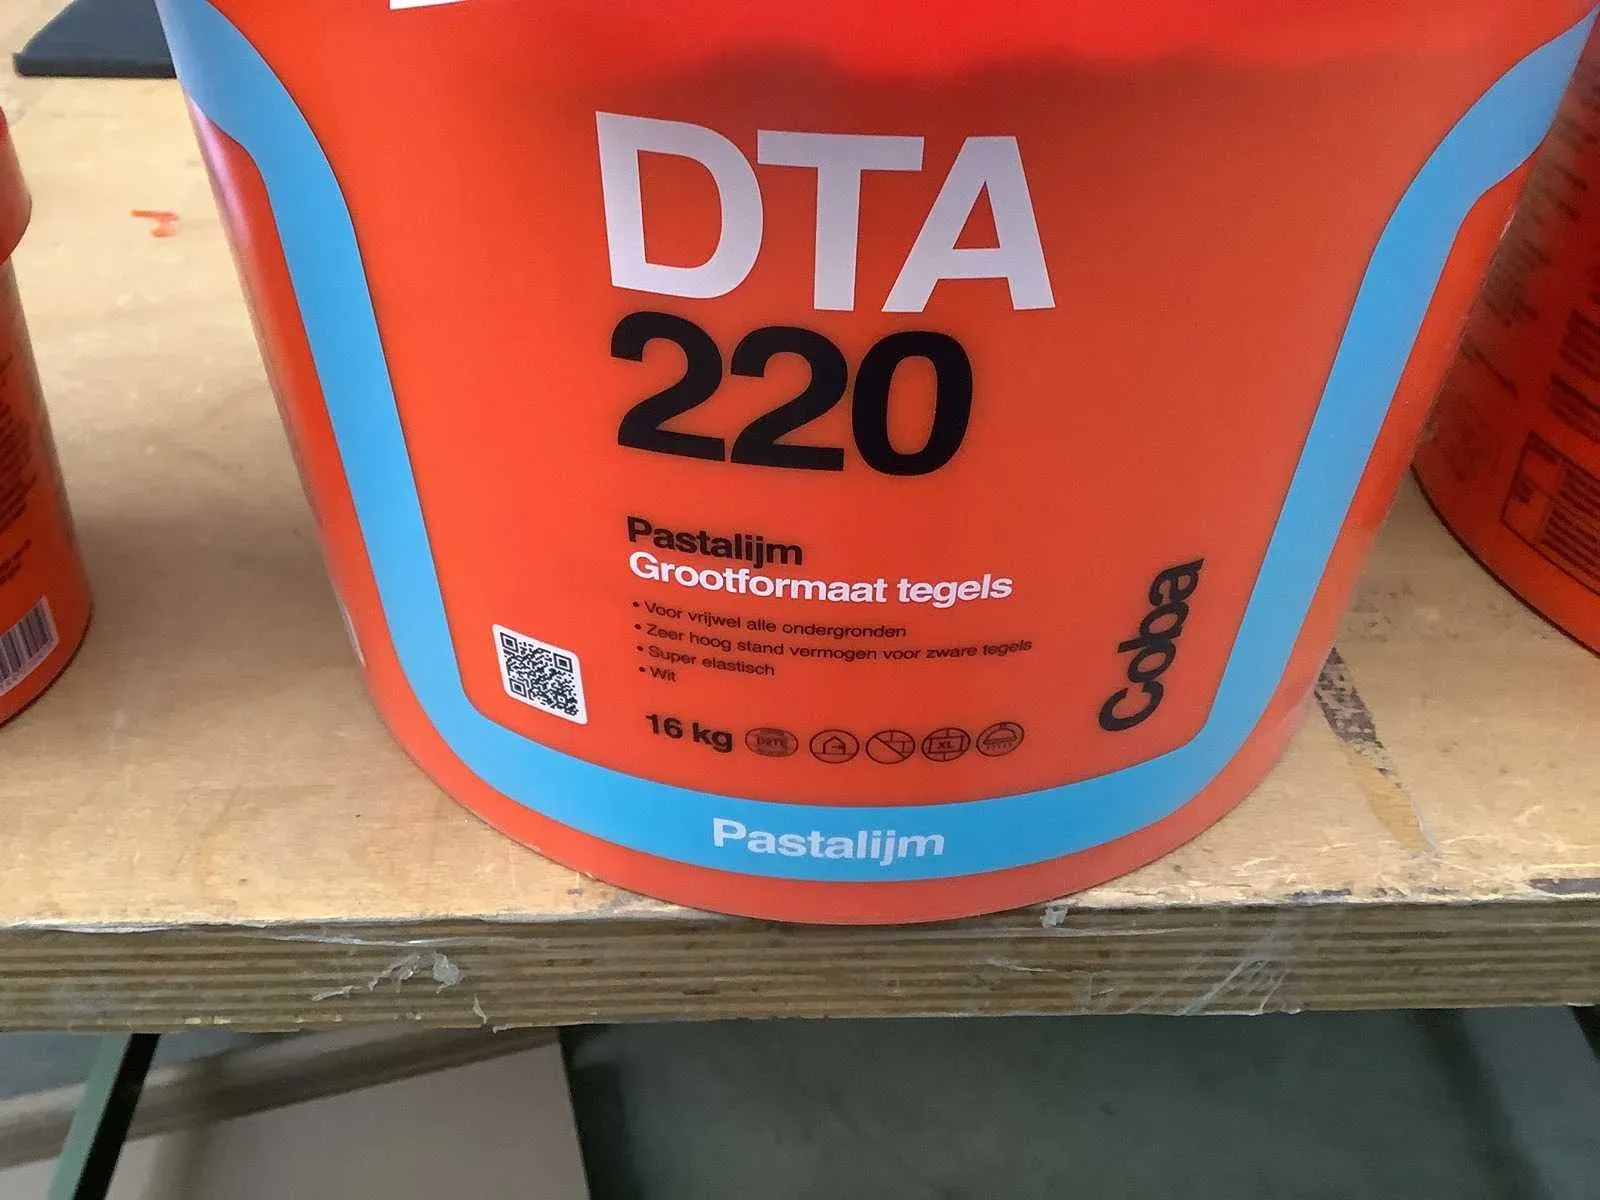 DTA
220
Pastalijm
Grootformaat tegels
• Voor vrijwel alle ondergronden
• Zeer hoog stand vermogen voor zware tegels
• Super elastisch
• Wit
16 kg
XL
Coba
Pastalijm